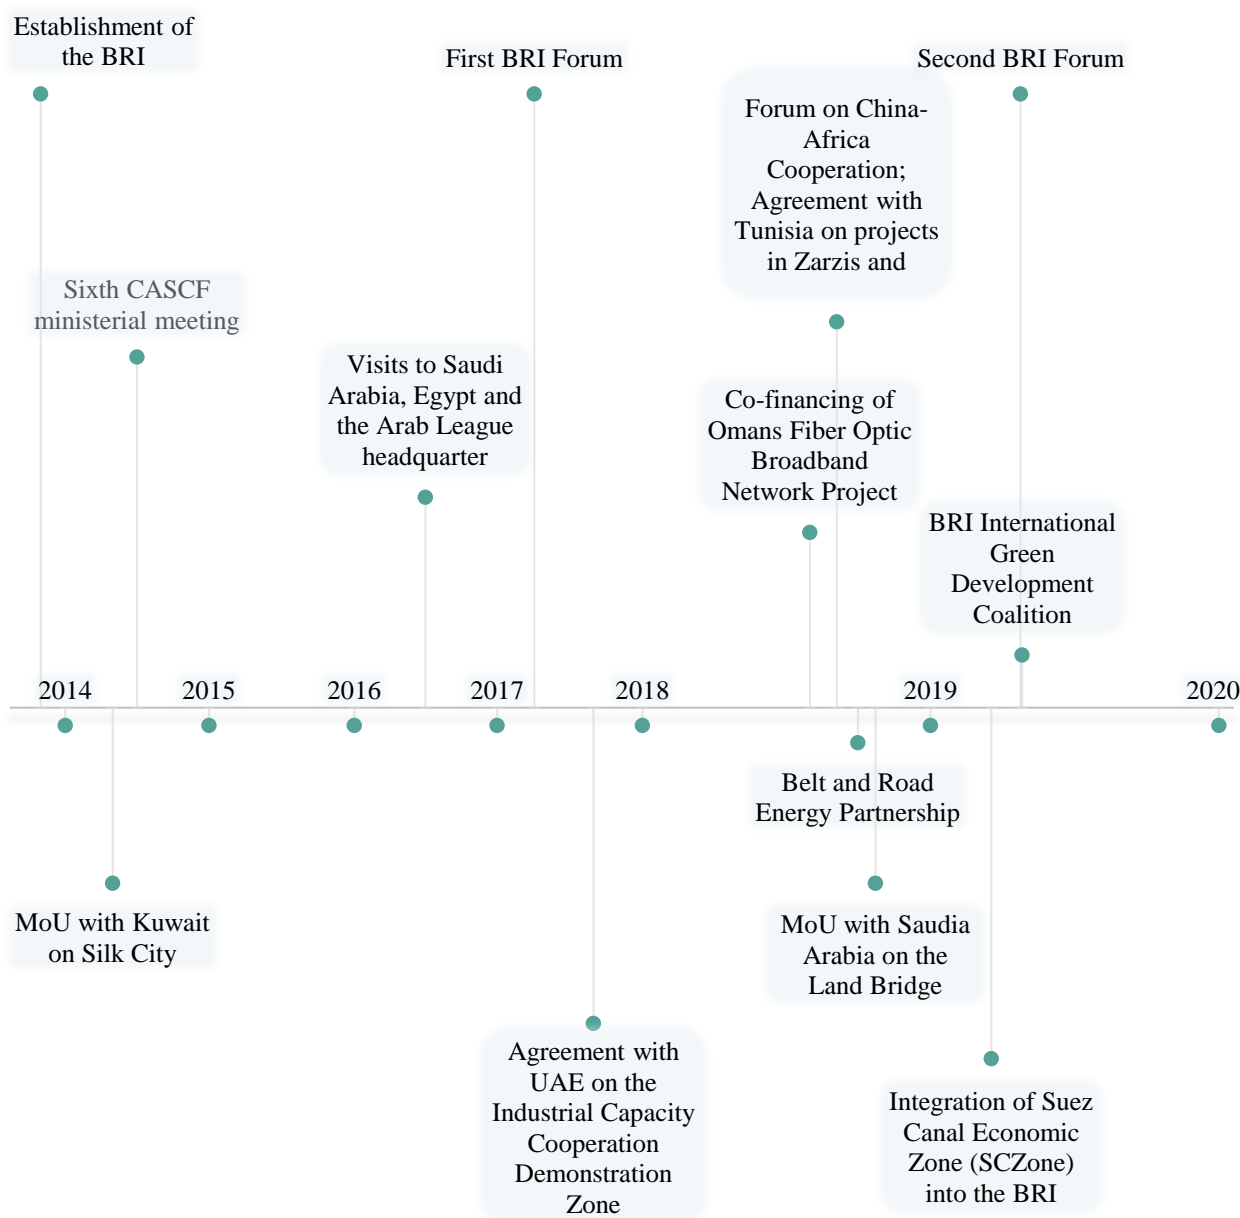 Establishment of
the BRI
First BRI Forum
Second BRI Forum
Forum on China-
Africa
Cooperation;
Agreement with
Tunisia on projects
in Zarzis and
Sixth CASCF
ministerial meeting
Visits to Saudi
Arabia, Egypt and
the Arab League
headquarter
Co-financing of
Omans Fiber Optic
Broadband
Network Project
BRI International
Green
Development
Coalition
2014
2015
2016
2017
2018
2019
2020
Belt and Road
Energy Partnership
MoU with Kuwait
on Silk City
MoU with Saudia
Arabia on the
Land Bridge
Agreement with
UAE on the
Industrial Capacity
Cooperation
Demonstration
Zone
Integration of Suez
Canal Economic
Zone (SCZone)
into the BRI